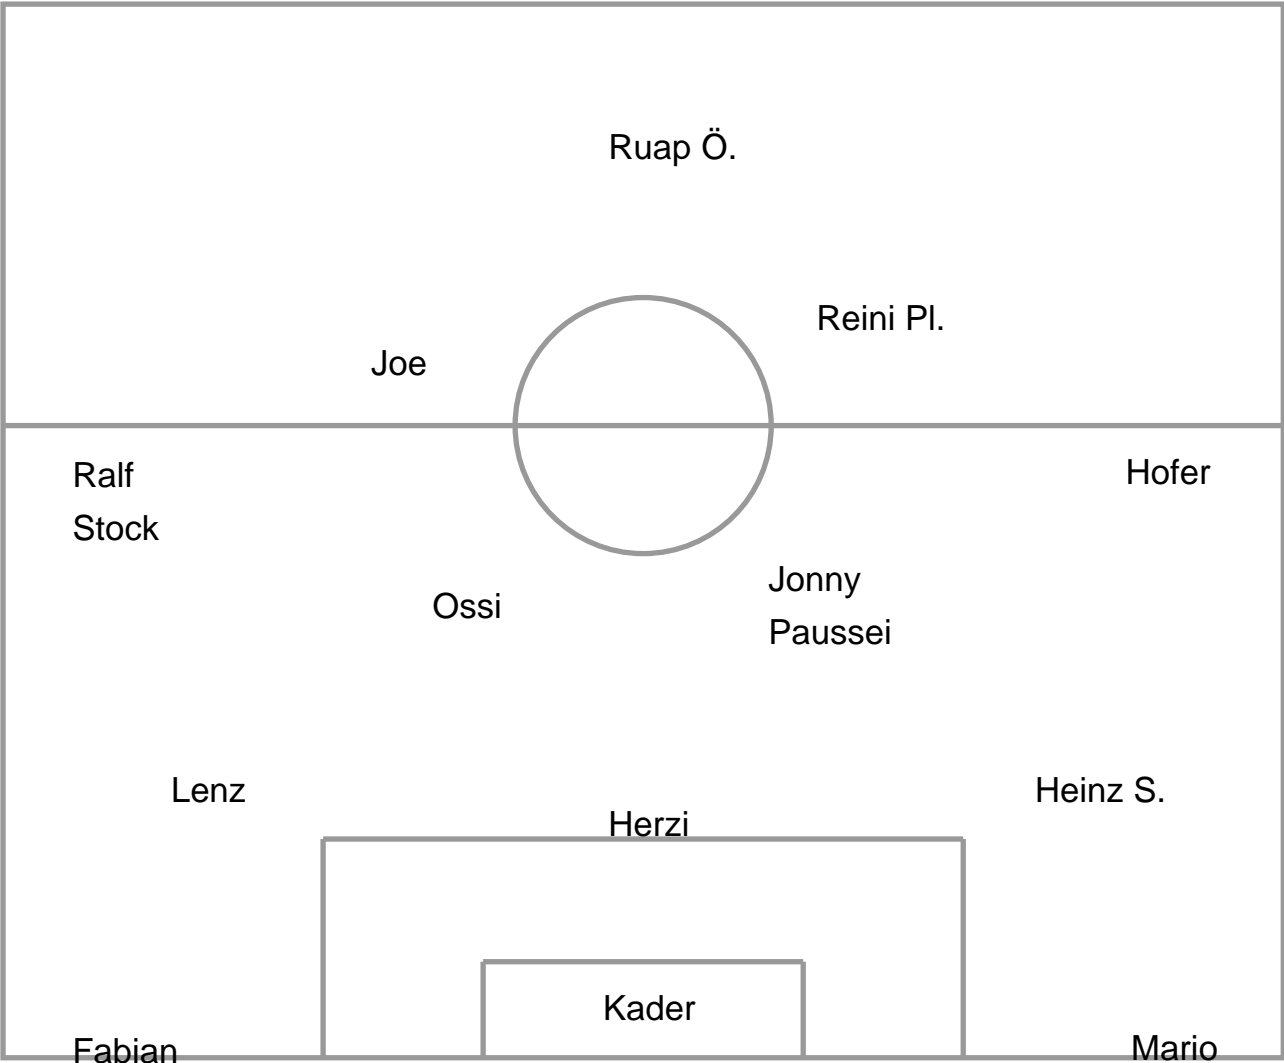 Ruap Ö.
Reini Pl.
Joe
Ralf
Stock
Hofer
Ossi
Jonny
Paussei
Lenz
Heinz S.
Herzi
Kader
Fabian
Mario